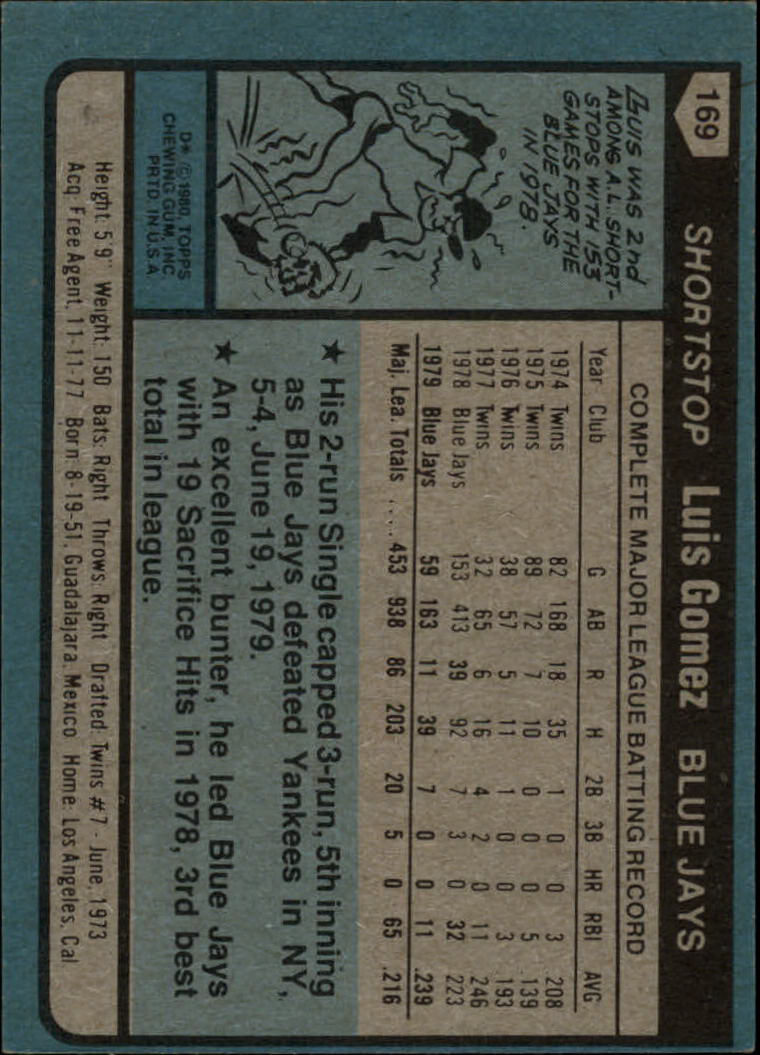 169
SHORTSTOP Luis Gomez BLUE JAYS
LUIS WAS 2nd
AMONG A.L. SHORT-
STOPS WITH 153
GAMES FOR THE
BLUE JAYS
IN 1978.
D* © 1980, TOPPS
CHEWING GUM, INC.
PRTD. IN U.S.A.
COMPLETE MAJOR LEAGUE BATTING RECORD
Year Club G AB R H 2B 3B HR RBI AVG
1974 Twins 82 168 18 35 1 0 0 3 .208
1975 Twins 89 72 7 10 0 0 0 5 .139
1976 Twins 38 57 5 11 1 0 0 3 .193
1977 Twins 32 65 6 16 4 2 0 11 .246
1978 Blue Jays 153 413 39 92 7 3 0 32 .223
1979 Blue Jays 59 163 11 39 7 0 0 11 .239
Maj. Lea. Totals .... 453 938 86 203 20 5 0 65 .216
★ His 2-run Single capped 3-run, 5th inning
as Blue Jays defeated Yankees in NY,
5-4, June 19, 1979.
★ An excellent bunter, he led Blue Jays
with 19 Sacrifice Hits in 1978, 3rd best
total in league.
Height: 5'9" Weight: 150 Bats: Right Throws: Right Drafted: Twins #7 - June, 1973
Acq: Free Agent, 11-11-77 Born: 8-19-51, Guadalajara, Mexico Home: Los Angeles, Cal